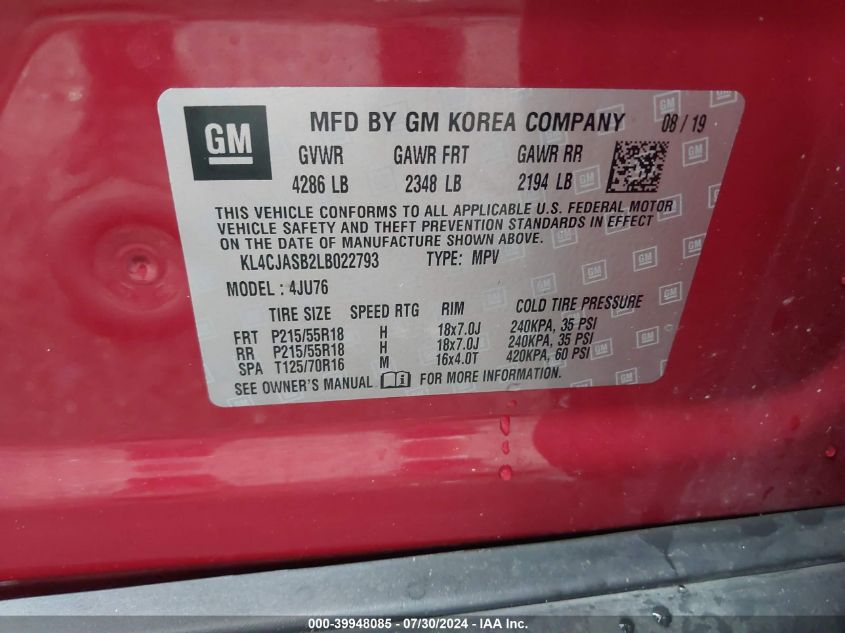 GM MFD BY GM KOREA COMPANY 08/19
GVWR GAWR FRT GAWR RR
4286 LB 2348 LB 2194 LB
THIS VEHICLE CONFORMS TO ALL APPLICABLE U.S. FEDERAL MOTOR
VEHICLE SAFETY AND THEFT PREVENTION STANDARDS IN EFFECT
ON THE DATE OF MANUFACTURE SHOWN ABOVE.
KL4CJASB2LB022793 TYPE: MPV
MODEL: 4JU76
TIRE SIZE SPEED RTG RIM COLD TIRE PRESSURE
FRT P215/55R18 H 18x7.0J 240KPA, 35 PSI
RR P215/55R18 H 18x7.0J 240KPA, 35 PSI
SPA T125/70R16 M 16x4.0T 420KPA, 60 PSI
SEE OWNER'S MANUAL FOR MORE INFORMATION.
000-39948085 - 07/30/2024 - IAA, Inc.